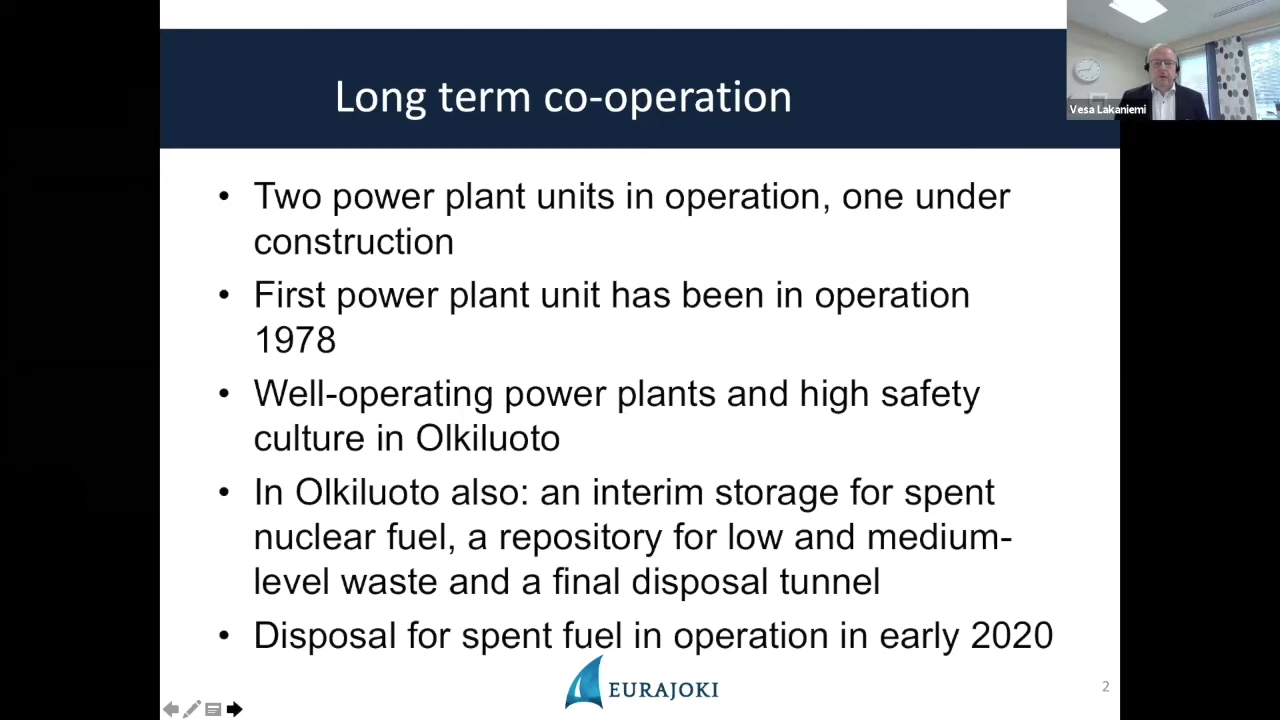 Long term co-operation
Vesa Lakaniemi
• Two power plant units in operation, one under
construction
• First power plant unit has been in operation
1978
• Well-operating power plants and high safety
culture in Olkiluoto
• In Olkiluoto also: an interim storage for spent
nuclear fuel, a repository for low and medium-
level waste and a final disposal tunnel
• Disposal for spent fuel in operation in early 2020
EURAJOKI
2